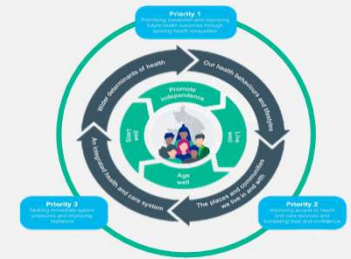 Priority 1
Prioritising prevention and improving
future health outcomes through
tackling health inequalities
Wider determinants of health
Our health behaviours and lifestyles
Promote
independence
Start
well
Live
well
Age
well
An integrated health and care system
The places and communities
we live in and with
Priority 3
Tackling immediate system
pressures and improving
resilience
Priority 2
Improving access to health
and care services and
increasing trust and confidence